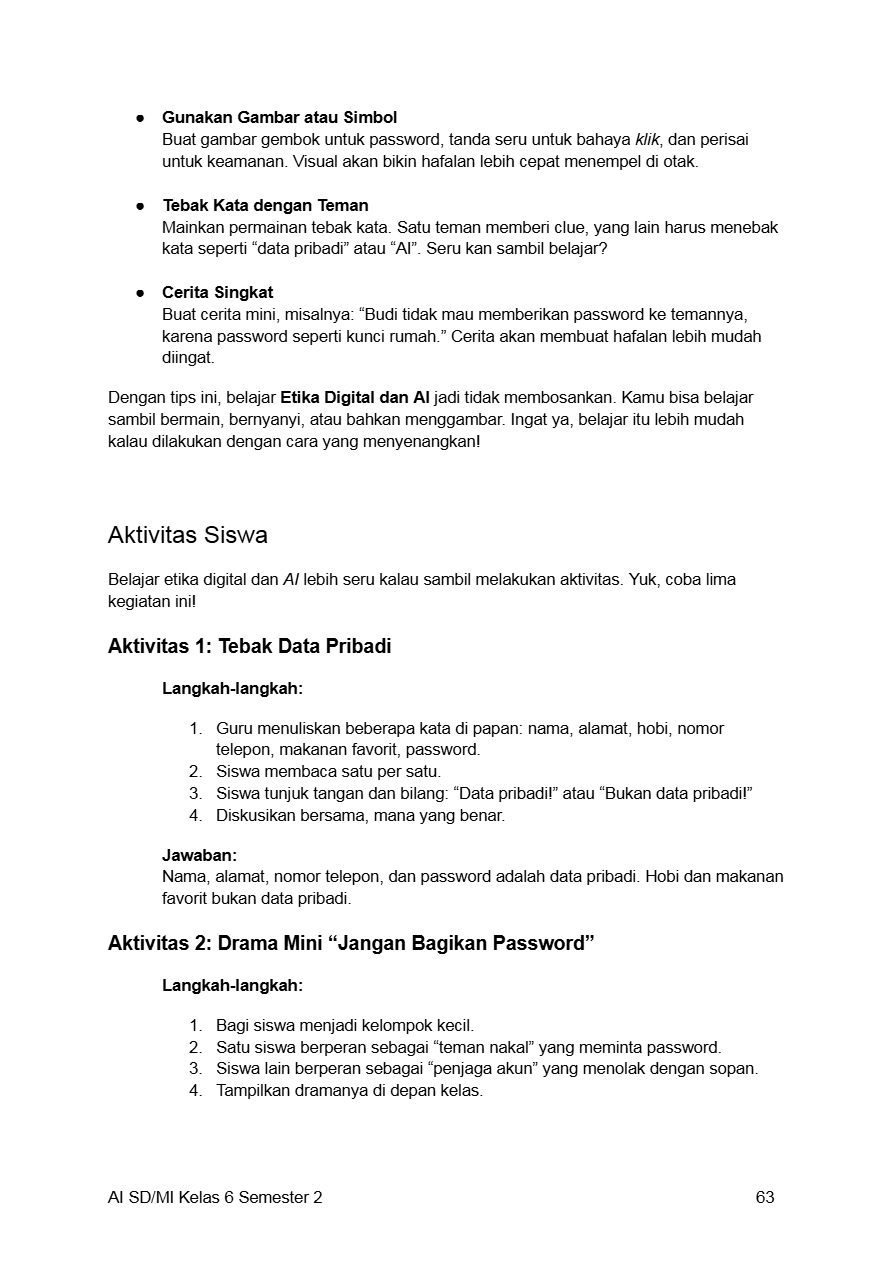 ● Gunakan Gambar atau Simbol
Buat gambar gembok untuk password, tanda seru untuk bahaya klik, dan perisai
untuk keamanan. Visual akan bikin hafalan lebih cepat menempel di otak.
● Tebak Kata dengan Teman
Mainkan permainan tebak kata. Satu teman memberi clue, yang lain harus menebak
kata seperti “data pribadi” atau “AI”. Seru kan sambil belajar?
● Cerita Singkat
Buat cerita mini, misalnya: “Budi tidak mau memberikan password ke temannya,
karena password seperti kunci rumah.” Cerita akan membuat hafalan lebih mudah
diingat.
Dengan tips ini, belajar Etika Digital dan AI jadi tidak membosankan. Kamu bisa belajar
sambil bermain, bernyanyi, atau bahkan menggambar. Ingat ya, belajar itu lebih mudah
kalau dilakukan dengan cara yang menyenangkan!
Aktivitas Siswa
Belajar etika digital dan AI lebih seru kalau sambil melakukan aktivitas. Yuk, coba lima
kegiatan ini!
Aktivitas 1: Tebak Data Pribadi
Langkah-langkah:
1. Guru menuliskan beberapa kata di papan: nama, alamat, hobi, nomor
telepon, makanan favorit, password.
2. Siswa membaca satu per satu.
3. Siswa tunjuk tangan dan bilang: “Data pribadi!” atau “Bukan data pribadi!”
4. Diskusikan bersama, mana yang benar.
Jawaban:
Nama, alamat, nomor telepon, dan password adalah data pribadi. Hobi dan makanan
favorit bukan data pribadi.
Aktivitas 2: Drama Mini “Jangan Bagikan Password”
Langkah-langkah:
1. Bagi siswa menjadi kelompok kecil.
2. Satu siswa berperan sebagai “teman nakal” yang meminta password.
3. Siswa lain berperan sebagai “penjaga akun” yang menolak dengan sopan.
4. Tampilkan dramanya di depan kelas.
AI SD/MI Kelas 6 Semester 2 63